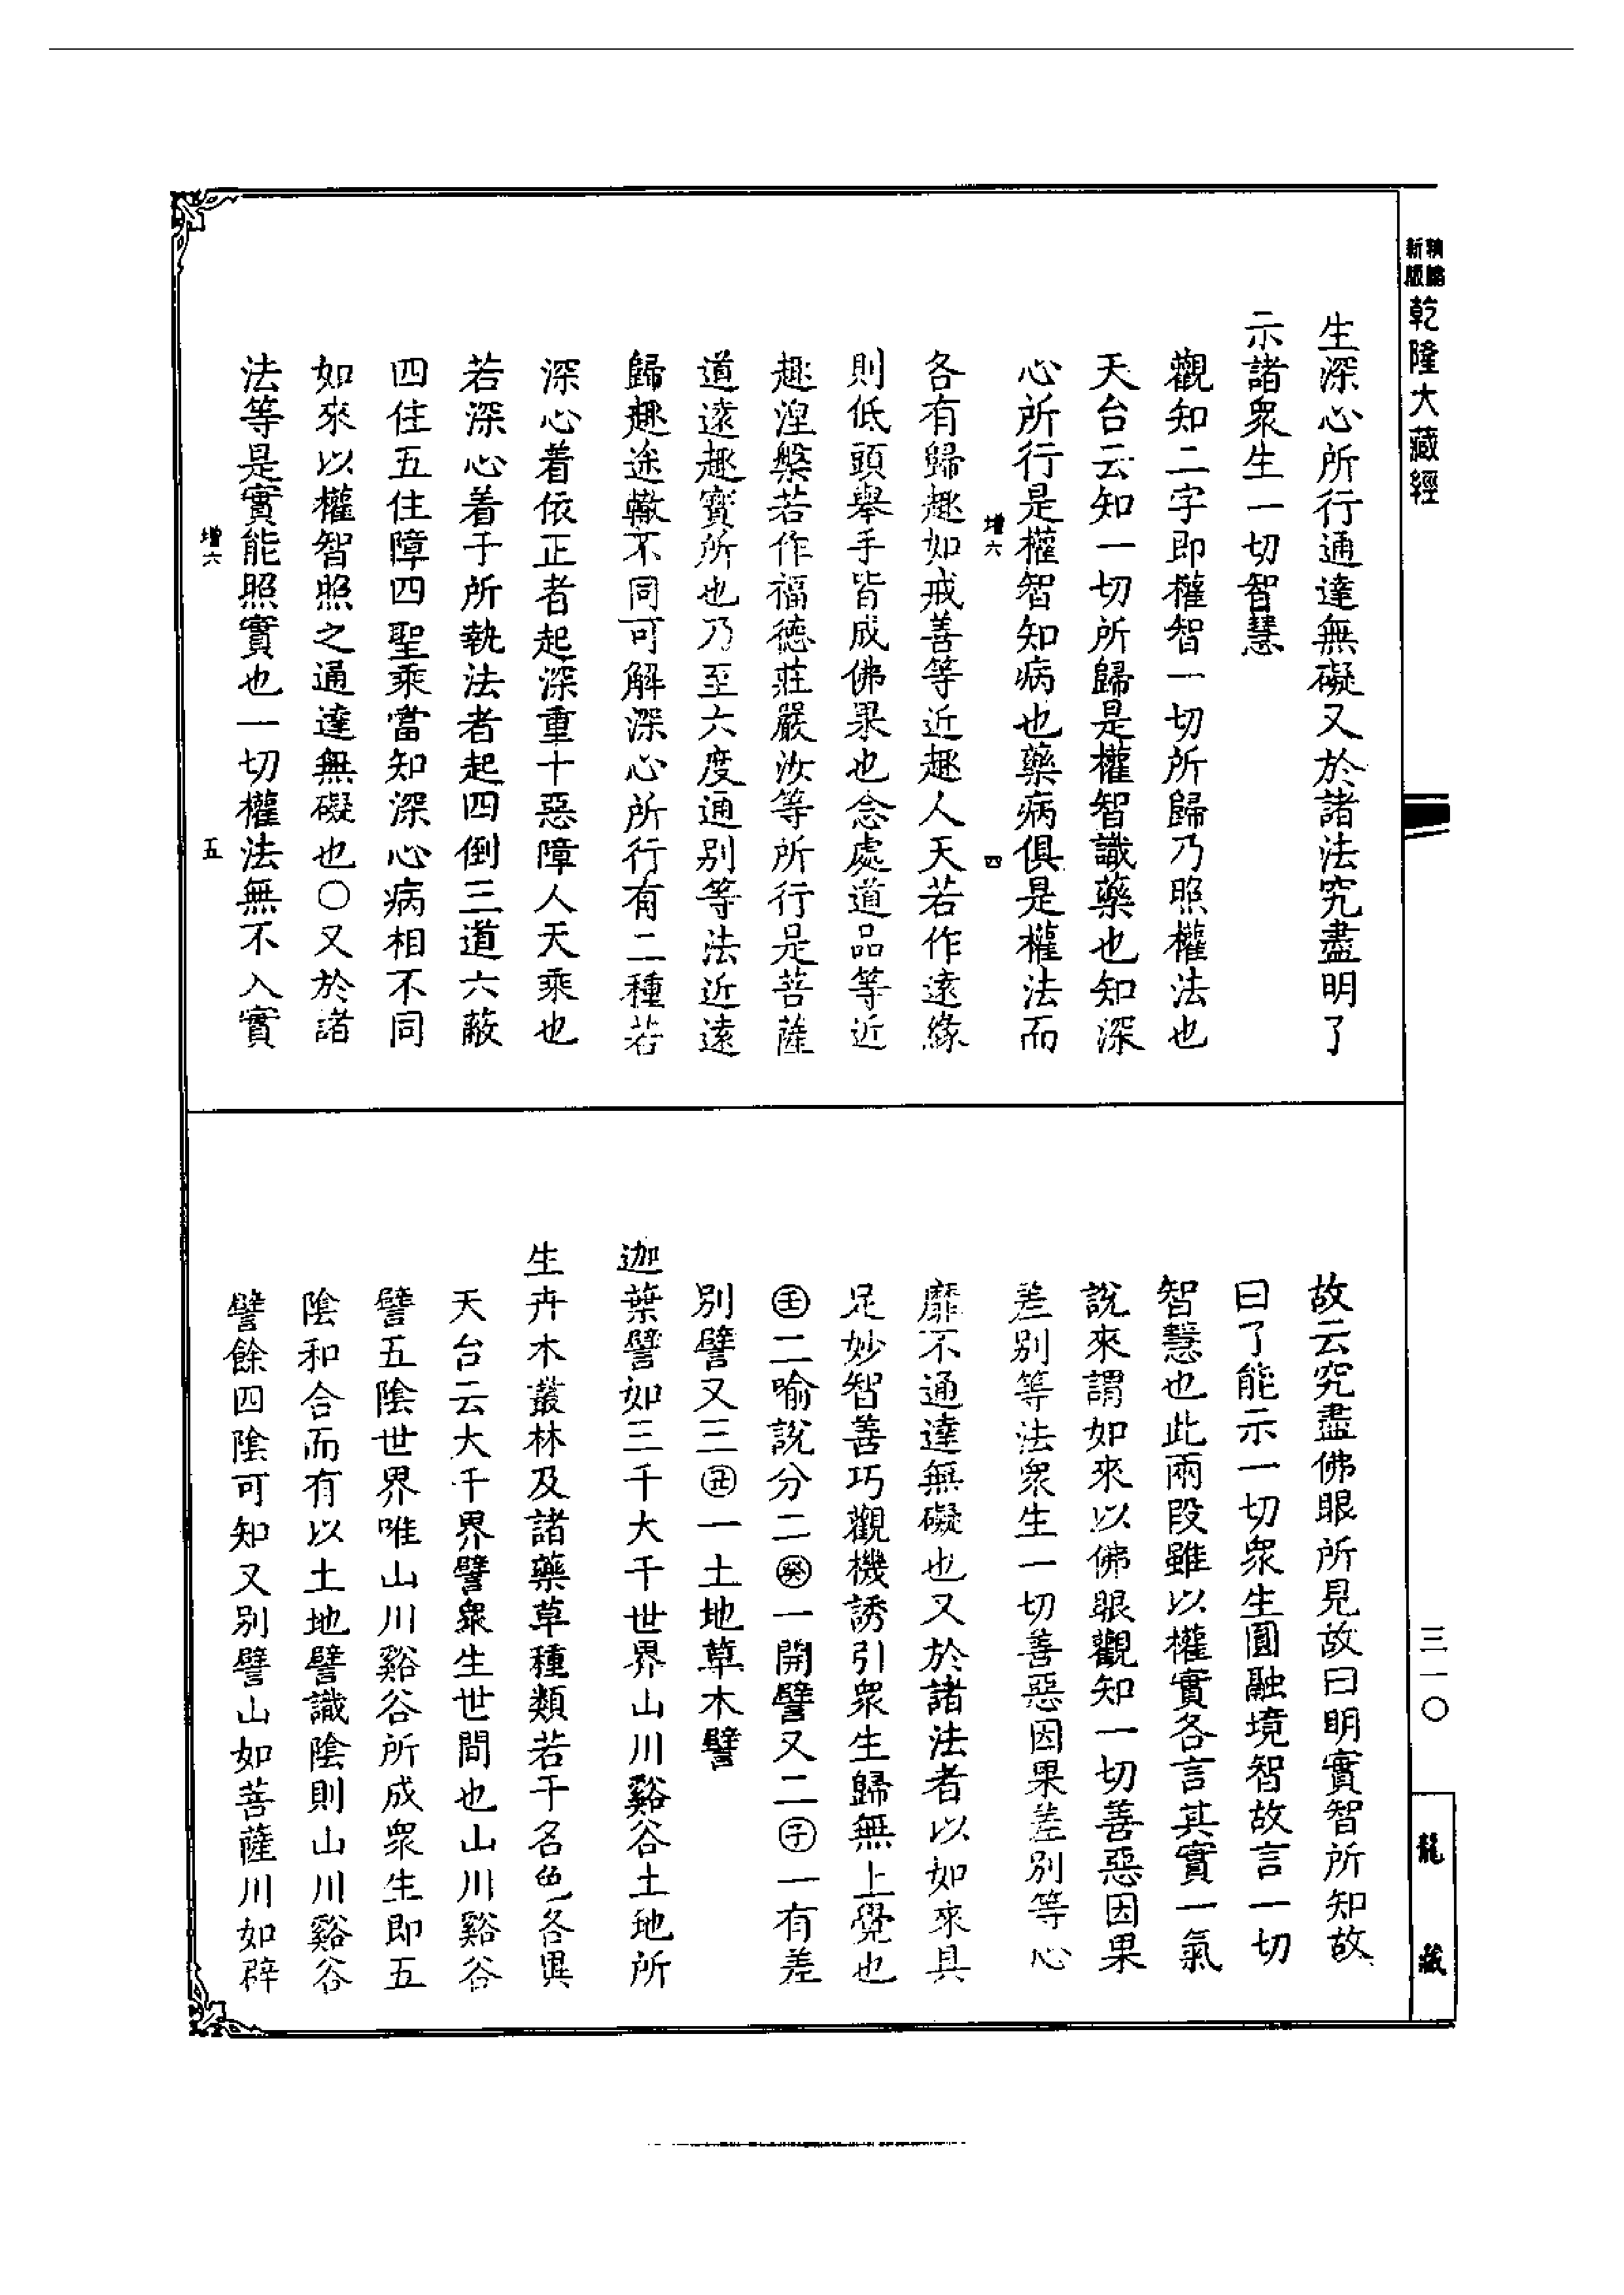 新版
精縮
乾隆大藏經
生深心所行通達無礙又於諸法究盡明了
示諸衆生一切智慧
觀知二字即權智一切所歸乃照權法也
天台云知一切所歸是權智識藥也知深
心所行是權智知病也藥病俱是權法而
增六
四
各有歸趣如戒善等近趣人天若作遠緣
則低頭舉手皆成佛果也念處道品等近
趣涅槃若作福德莊嚴汝等所行是菩薩
道遠趣寶所也乃至六度通別等法近遠
歸趣途轍不同可解深心所行有二種若
深心着依正者起深重十惡障人天乘也
若深心着于所執法者起四倒三道六蔽
四住五住障四聖乘當知深心病相不同
如來以權智照之通達無礙也〇又於諸
法等是實能照實也一切權法無不入實
增六
五
故云究盡佛眼所見故曰明實智所知故
曰了能示一切衆生圓融境智故言一切
智慧也此兩段雖以權實各言其實一氣
說來謂如來以佛眼觀知一切善惡因果
差別等法衆生一切善惡因果差別等心
靡不通達無礙也又於諸法者以如來具
足妙智善巧觀機誘引衆生歸無上覺也
㊣二喻說分二㊣一開譬又二㊣一有差
別譬又三㊣一土地草木譬
迦葉譬如三千大千世界山川谿谷土地所
生卉木叢林及諸藥草種類若干名色各異
天台云大千界譬衆生世間也山川谿谷
譬五陰世界唯山川谿谷所成衆生即五
陰和合而有以土地譬識陰則山川谿谷
譬餘四陰可知又別譬山如菩薩川如辟
三一〇
龍藏